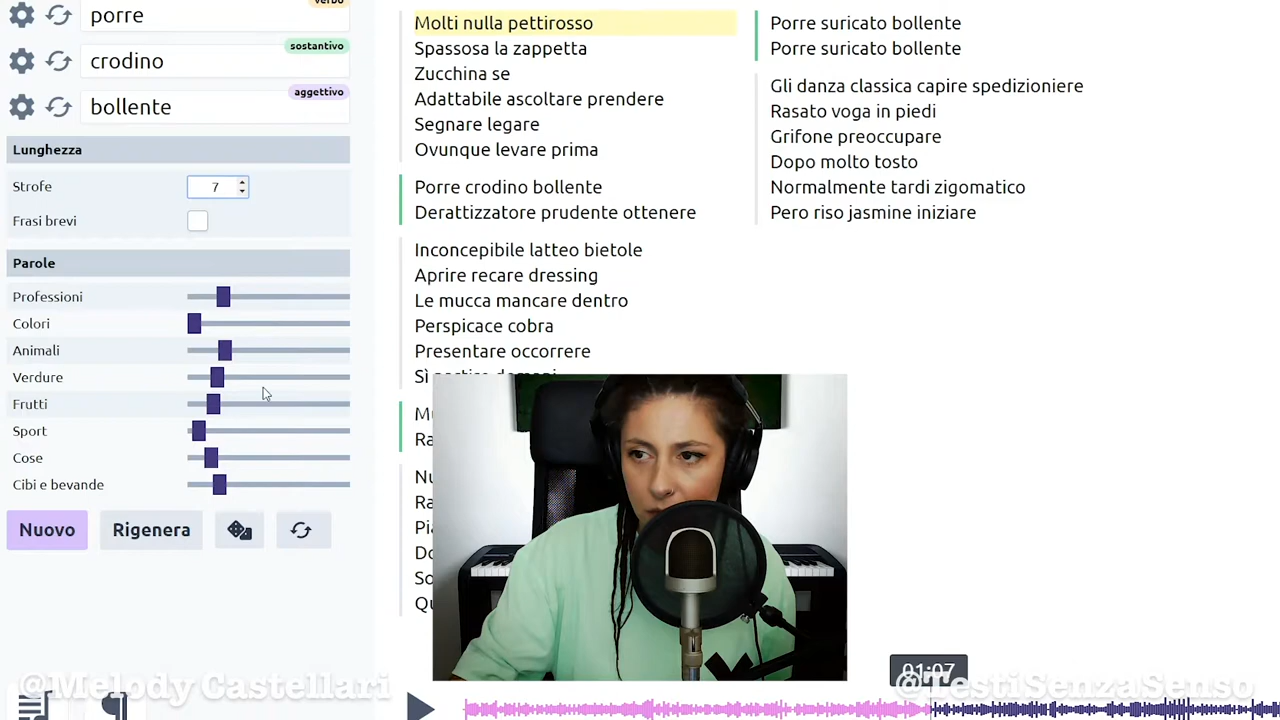 porre
verbo
crodino
sostantivo
bollente
aggettivo
Lunghezza
Strofe 7
Frasi brevi
Parole
Professioni
Colori
Animali
Verdure
Frutti
Sport
Cose
Cibi e bevande
Nuovo Rigenera
Molti nulla pettirosso
Spassosa la zappetta
Zucchina se
Adattabile ascoltare prendere
Segnare legare
Ovunque levare prima
Porre crodino bollente
Derattizzatore prudente ottenere
Inconcepibile latteo bietole
Aprire recare dressing
Le mucca mancare dentro
Perspicace cobra
Presentare occorrere
Porre suricato bollente
Porre suricato bollente
Gli danza classica capire spedizioniere
Rasato voga in piedi
Grifone preoccupare
Dopo molto tosto
Normalmente tardi zigomatico
Pero riso jasmine iniziare
01:07
@Melody Castellari
@TestiSenzaSenso